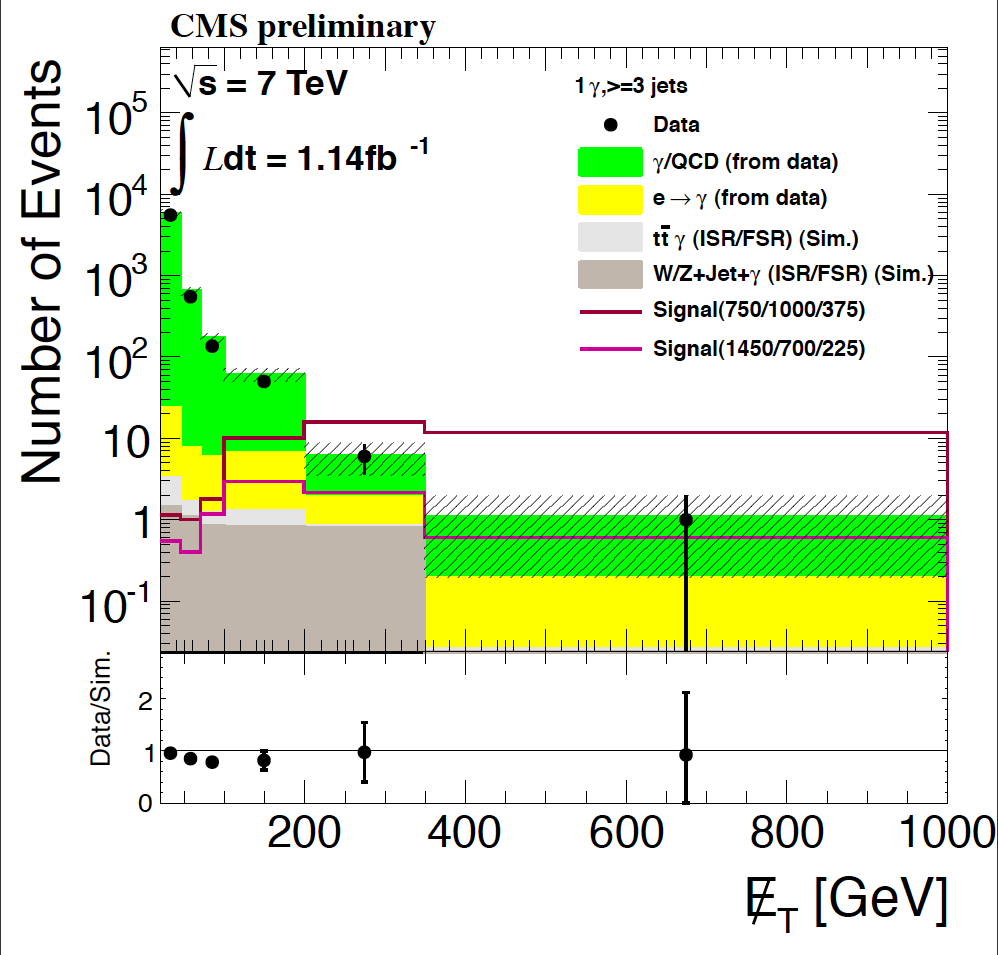 CMS preliminary
√s = 7 TeV
∫ Ldt = 1.14fb⁻¹
1 γ,>=3 jets
Data
γ/QCD (from data)
e → γ (from data)
tt̄ γ (ISR/FSR) (Sim.)
W/Z+Jet+γ (ISR/FSR) (Sim.)
Signal(750/1000/375)
Signal(1450/700/225)
Number of Events
10⁵
10⁴
10³
10²
10
1
10⁻¹
Data/Sim.
2
1
0
200 400 600 800 1000
E̸_T [GeV]